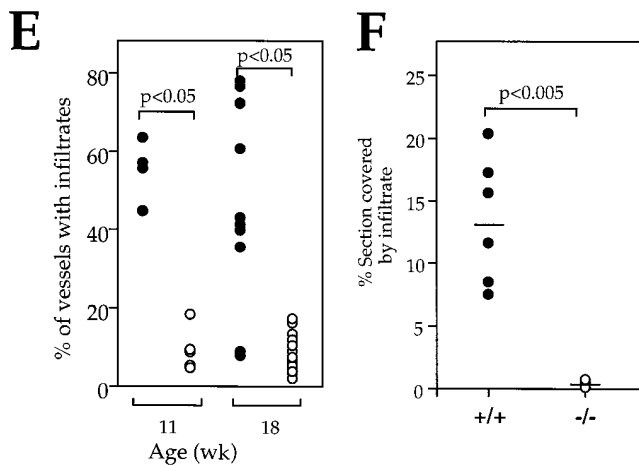 E
p<0.05
p<0.05
80
60
40
20
0
% of vessels with infiltrates
11
18
Age (wk)
F
25
20
15
10
5
0
p<0.005
% Section covered
by infiltrate
+/+
-/-